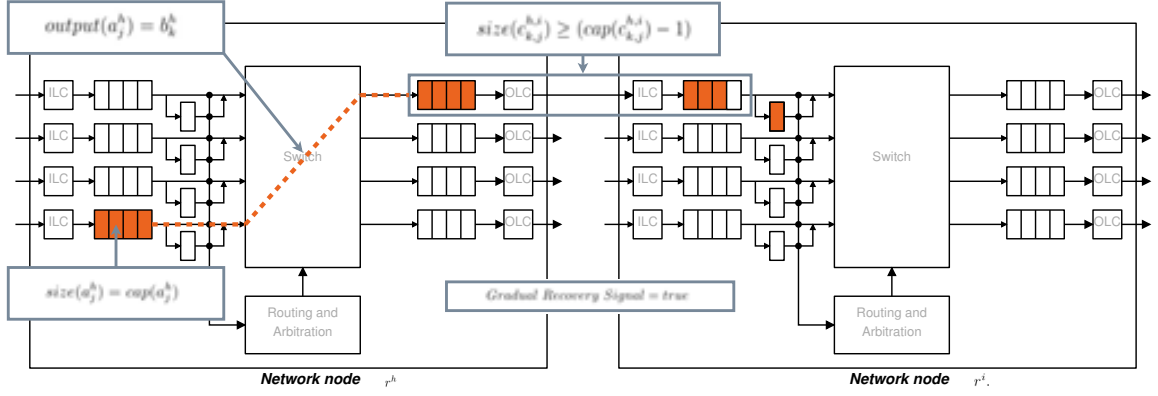 output(a_j^h) = b_k^h
size(c_{k,j}^{h,i}) ≥ (cap(c_{k,j}^{h,i}) − 1)
ILC
OLC
ILC
OLC
ILC
OLC
ILC
OLC
Switch
Switch
ILC
OLC
ILC
OLC
ILC
OLC
ILC
OLC
size(a_j^h) = cap(a_j^h)
Gradual Recovery Signal = true
Routing and
Arbitration
Routing and
Arbitration
Network node r^h
Network node r^i.